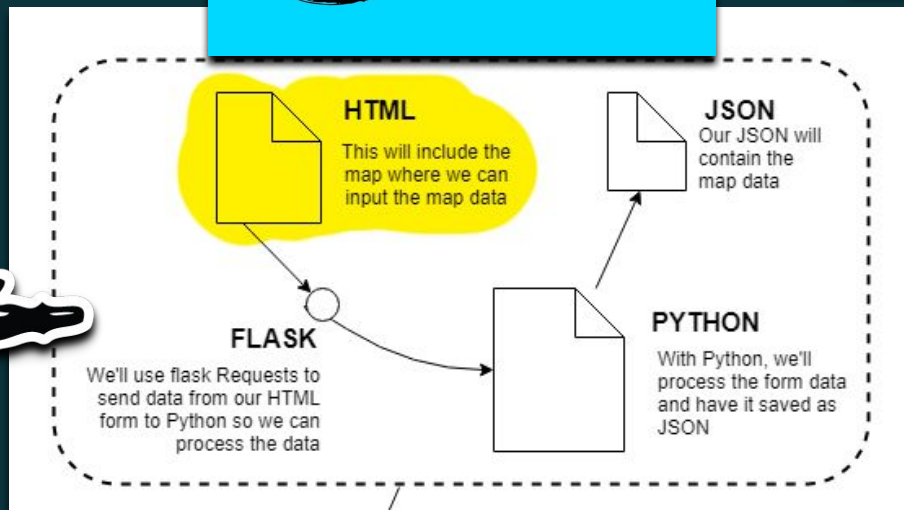 HTML
This will include the
map where we can
input the map data
JSON
Our JSON will
contain the
map data
FLASK
We'll use flask Requests to
send data from our HTML
form to Python so we can
process the data
PYTHON
With Python, we'll
process the form data
and have it saved as
JSON